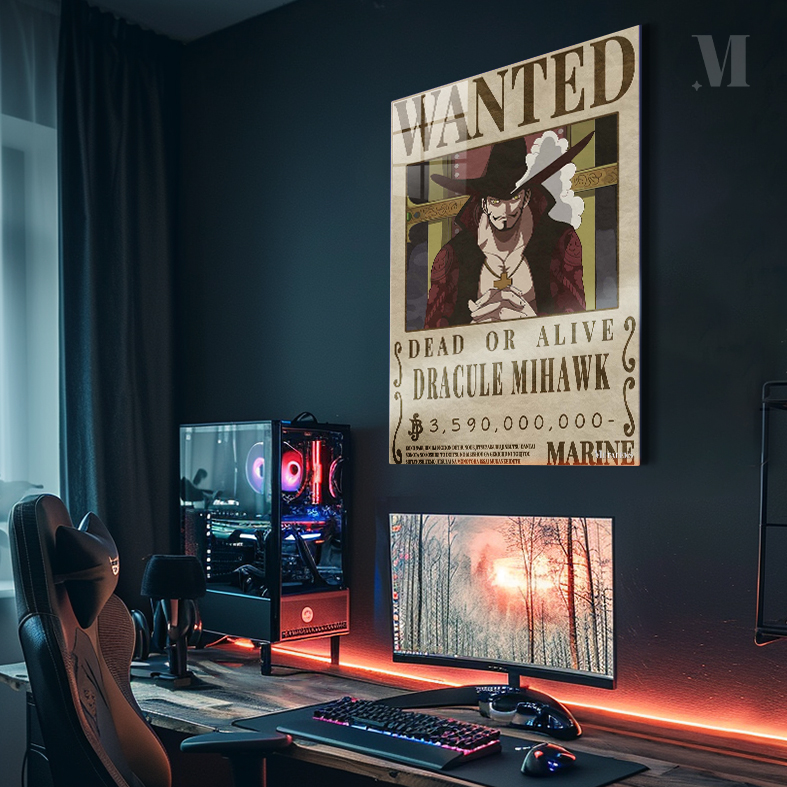 M
WANTED
DEAD OR ALIVE
DRACULE MIHAWK
฿3,590,000,000-
MARINE